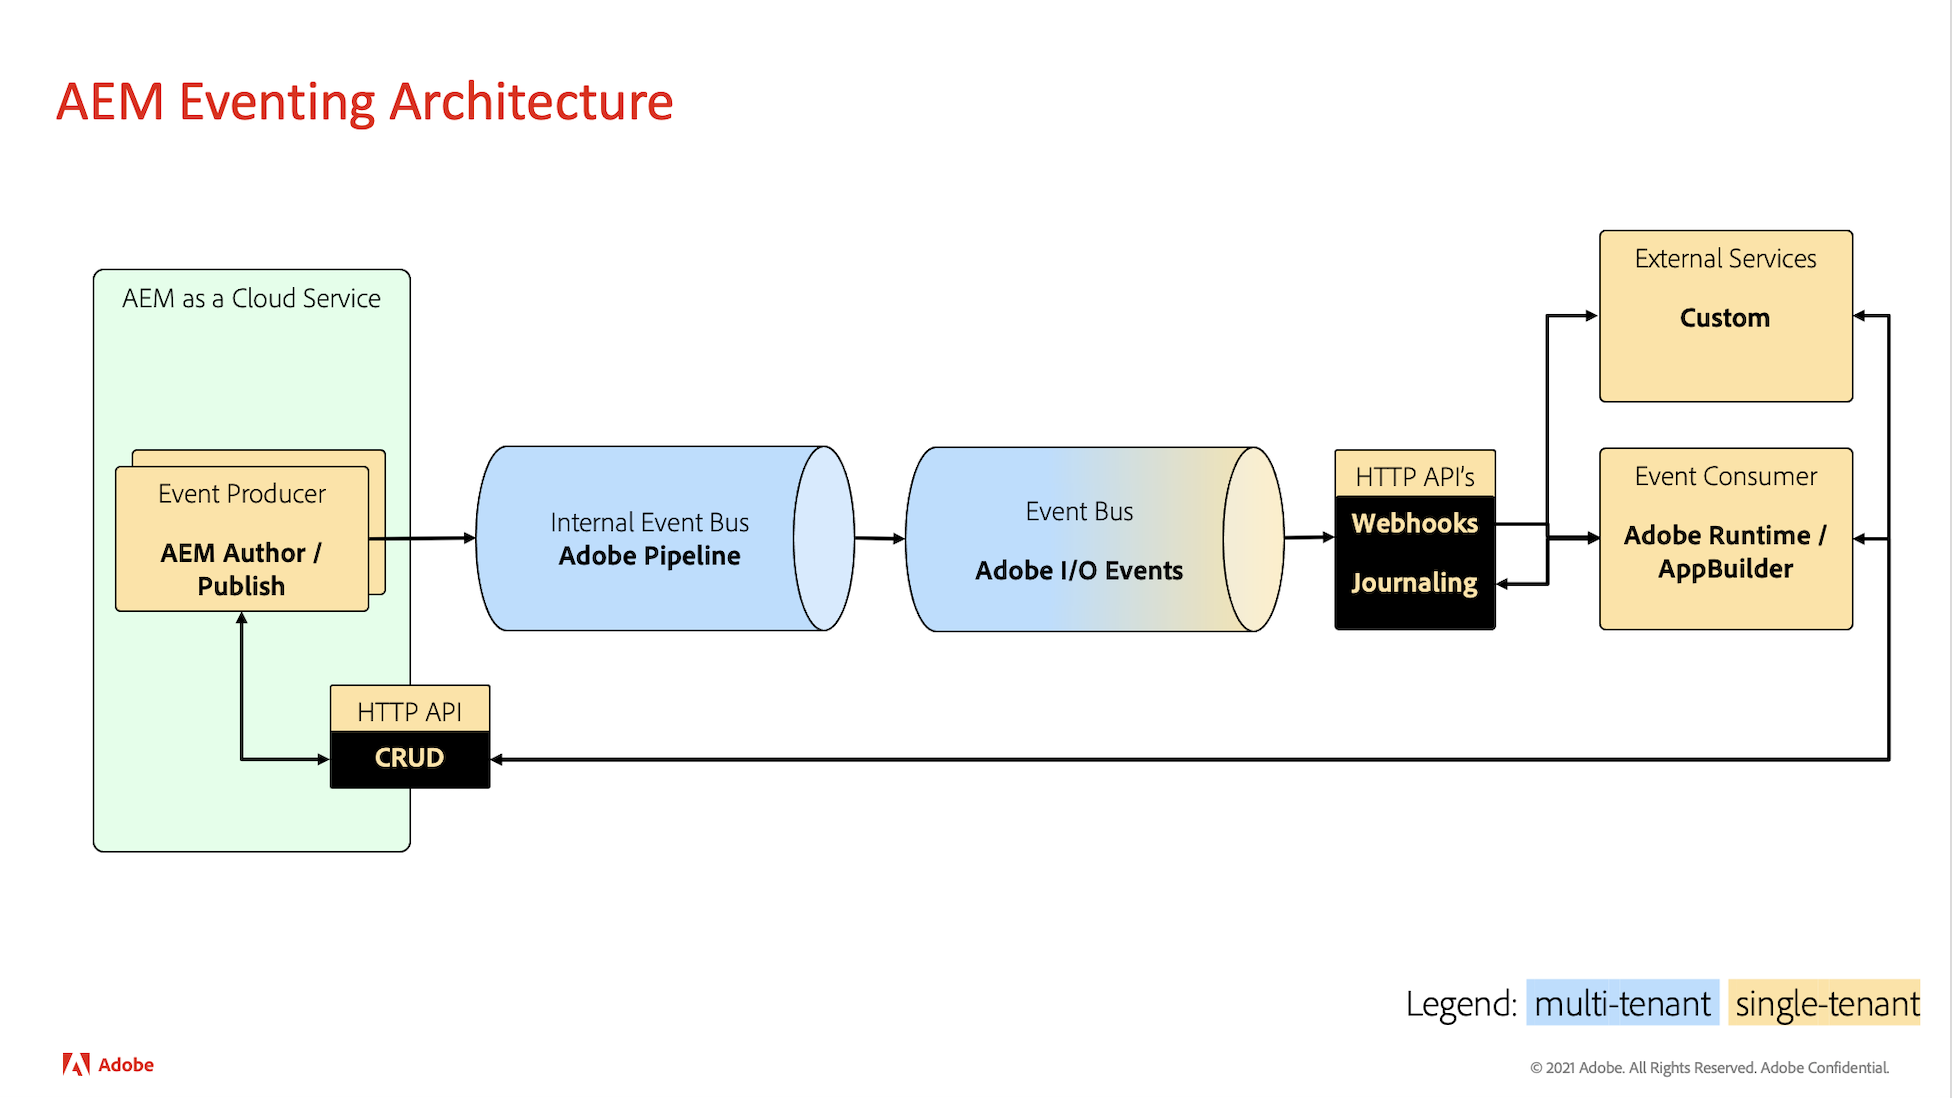 AEM Eventing Architecture
AEM as a Cloud Service
Event Producer
AEM Author /
Publish
HTTP API
CRUD
Internal Event Bus
Adobe Pipeline
Event Bus
Adobe I/O Events
HTTP API's
Webhooks
Journaling
External Services
Custom
Event Consumer
Adobe Runtime /
AppBuilder
Legend: multi-tenant single-tenant
Adobe
© 2021 Adobe. All Rights Reserved. Adobe Confidential.